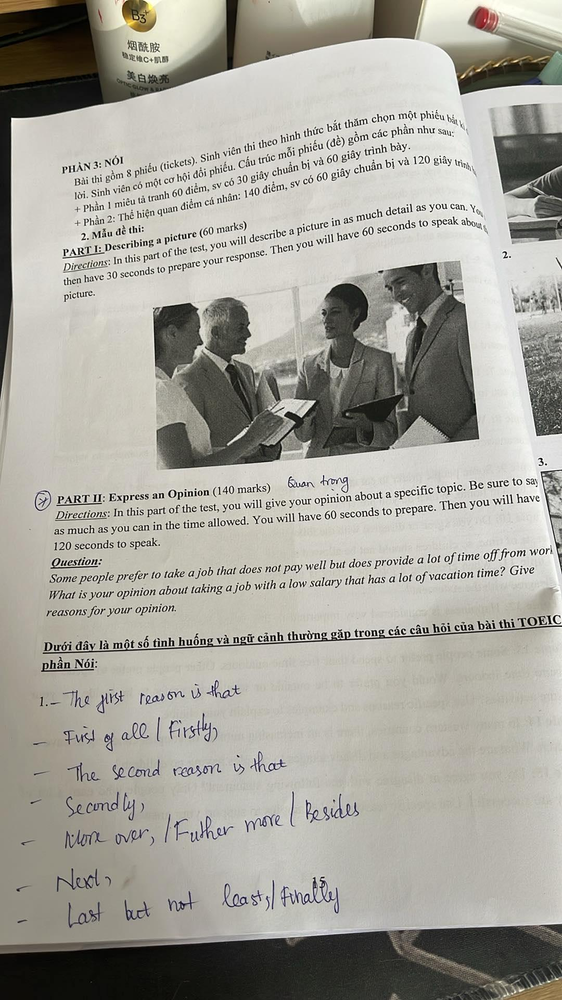 B3+
烟酰胺
稳定维C+肌醇
美白焕亮
PHẦN 3: NÓI
Bài thi gồm 8 phiếu (tickets). Sinh viên thi theo hình thức bắt thăm chọn một phiếu bất kì
lời. Sinh viên có một cơ hội đổi phiếu. Cấu trúc mỗi phiếu (đề) gồm các phần như sau:
+ Phần 1 miêu tả tranh 60 điểm, sv có 30 giây chuẩn bị và 60 giây trình bày.
+ Phần 2: Thể hiện quan điểm cá nhân: 140 điểm, sv có 60 giây chuẩn bị và 120 giây trình
2. Mẫu đề thi:
PART I: Describing a picture (60 marks)
Directions: In this part of the test, you will describe a picture in as much detail as you can. You
then have 30 seconds to prepare your response. Then you will have 60 seconds to speak about
picture.
2.
3.
Quan trong
PART II: Express an Opinion (140 marks)
Directions: In this part of the test, you will give your opinion about a specific topic. Be sure to say
as much as you can in the time allowed. You will have 60 seconds to prepare. Then you will have
120 seconds to speak.
Question:
Some people prefer to take a job that does not pay well but does provide a lot of time off from work
What is your opinion about taking a job with a low salary that has a lot of vacation time? Give
reasons for your opinion.
Dưới đây là một số tình huống và ngữ cảnh thường gặp trong các câu hỏi của bài thi TOEIC
phần Nói:
1. - The first reason is that
- First of all / Firstly,
- The second reason is that
- Secondly,
- More over, / Futher more / Besides
- Next,
- Last but not least, / Finally
15